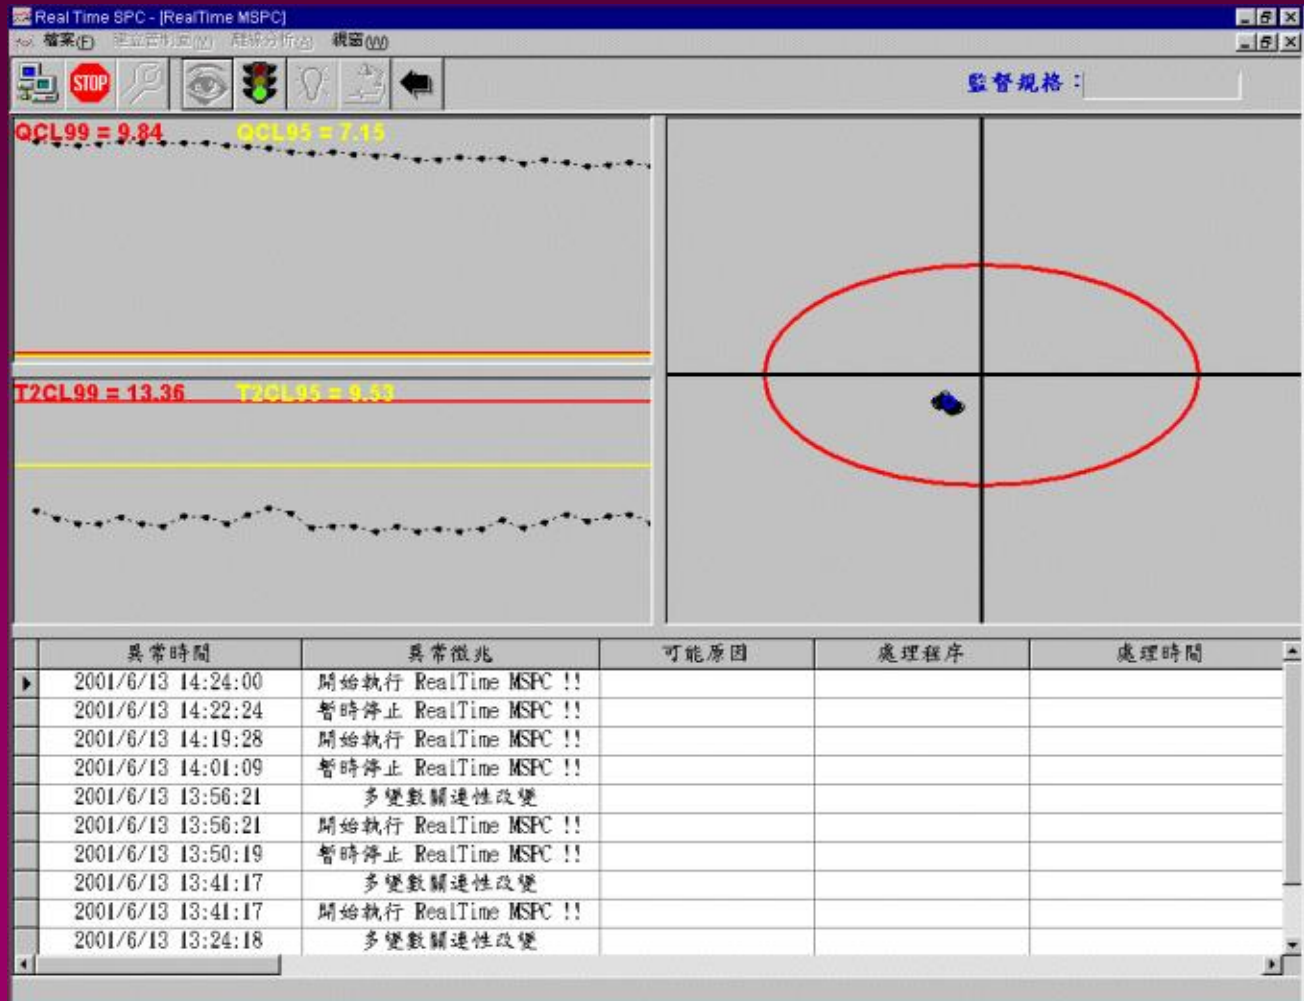 Real Time SPC - [RealTime MSPC]
檔案(F) 建立管制圖(M) 離線分析(A) 視窗(W)
STOP
監督規格：
QCL99 = 9.84 QCL95 = 7.15
T2CL99 = 13.36 T2CL95 = 9.53
異常時間 異常徵兆 可能原因 處理程序 處理時間
2001/6/13 14:24:00 開始執行 RealTime MSPC !!
2001/6/13 14:22:24 暫時停止 RealTime MSPC !!
2001/6/13 14:19:28 開始執行 RealTime MSPC !!
2001/6/13 14:01:09 暫時停止 RealTime MSPC !!
2001/6/13 13:56:21 多變數關連性改變
2001/6/13 13:56:21 開始執行 RealTime MSPC !!
2001/6/13 13:50:19 暫時停止 RealTime MSPC !!
2001/6/13 13:41:17 多變數關連性改變
2001/6/13 13:41:17 開始執行 RealTime MSPC !!
2001/6/13 13:24:18 多變數關連性改變